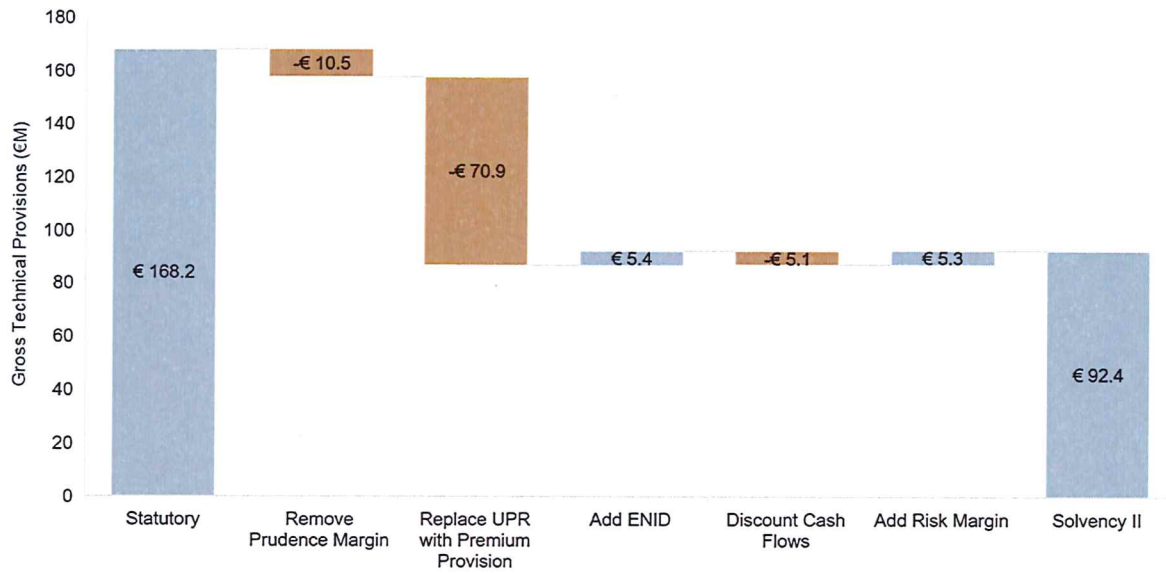 Gross Technical Provisions (€M)
180
160
140
120
100
80
60
40
20
0
€ 168.2
-€ 10.5
-€ 70.9
€ 5.4
-€ 5.1
€ 5.3
€ 92.4
Statutory
Remove
Prudence Margin
Replace UPR
with Premium
Provision
Add ENID
Discount Cash
Flows
Add Risk Margin
Solvency II